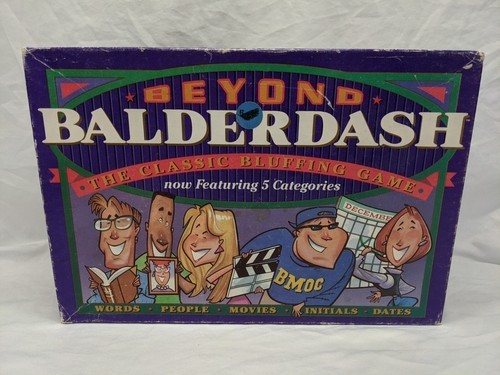 BEYOND
BALDERDASH
THE CLASSIC BLUFFING GAME
now Featuring 5 Categories
DECEMBER
BMOC
WORDS • PEOPLE • MOVIES • INITIALS • DATES